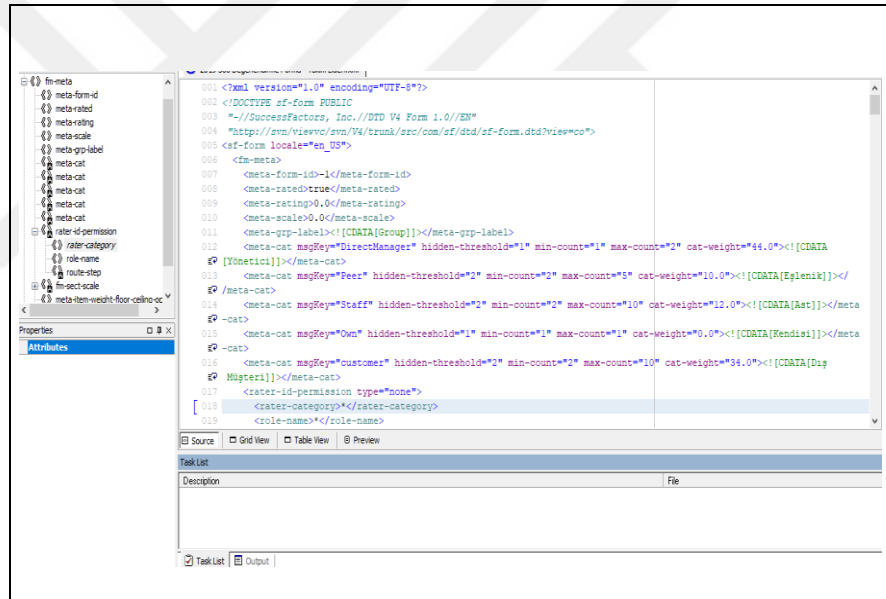 fm-meta
meta-form-id
meta-rated
meta-rating
meta-scale
meta-grp-label
meta-cat
meta-cat
meta-cat
meta-cat
meta-cat
rater-id-permission
rater-category
role-name
route-step
fm-sect-scale
meta-item-weight-floor-ceiling-oc
Properties
Attributes
001 <?xml version="1.0" encoding="UTF-8"?>
002 <!DOCTYPE sf-form PUBLIC
003 "-//SuccessFactors, Inc.//DTD V4 Form 1.0//EN"
004 "http://svn/viewvc/svn/V4/trunk/src/com/sf/dtd/sf-form.dtd?view=co">
005 <sf-form locale="en_US">
006 <fm-meta>
007 <meta-form-id>-1</meta-form-id>
008 <meta-rated>true</meta-rated>
009 <meta-rating>0.0</meta-rating>
010 <meta-scale>0.0</meta-scale>
011 <meta-grp-label><![CDATA[Group]]></meta-grp-label>
012 <meta-cat msgKey="DirectManager" hidden-threshold="1" min-count="1" max-count="2" cat-weight="44.0"><![CDATA
[Yönetici]]></meta-cat>
013 <meta-cat msgKey="Peer" hidden-threshold="2" min-count="2" max-count="5" cat-weight="10.0"><![CDATA[Eşlenik]]></
/meta-cat>
014 <meta-cat msgKey="Staff" hidden-threshold="2" min-count="2" max-count="10" cat-weight="12.0"><![CDATA[Ast]]></meta
-cat>
015 <meta-cat msgKey="Own" hidden-threshold="1" min-count="1" max-count="1" cat-weight="0.0"><![CDATA[Kendisi]]></meta
-cat>
016 <meta-cat msgKey="customer" hidden-threshold="2" min-count="2" max-count="10" cat-weight="34.0"><![CDATA[Dış
Müşteri]]></meta-cat>
017 <rater-id-permission type="none">
018 <rater-category>*</rater-category>
019 <role-name>*</role-name>
Source Grid View Table View Preview
Task List
Description File
Task List Output